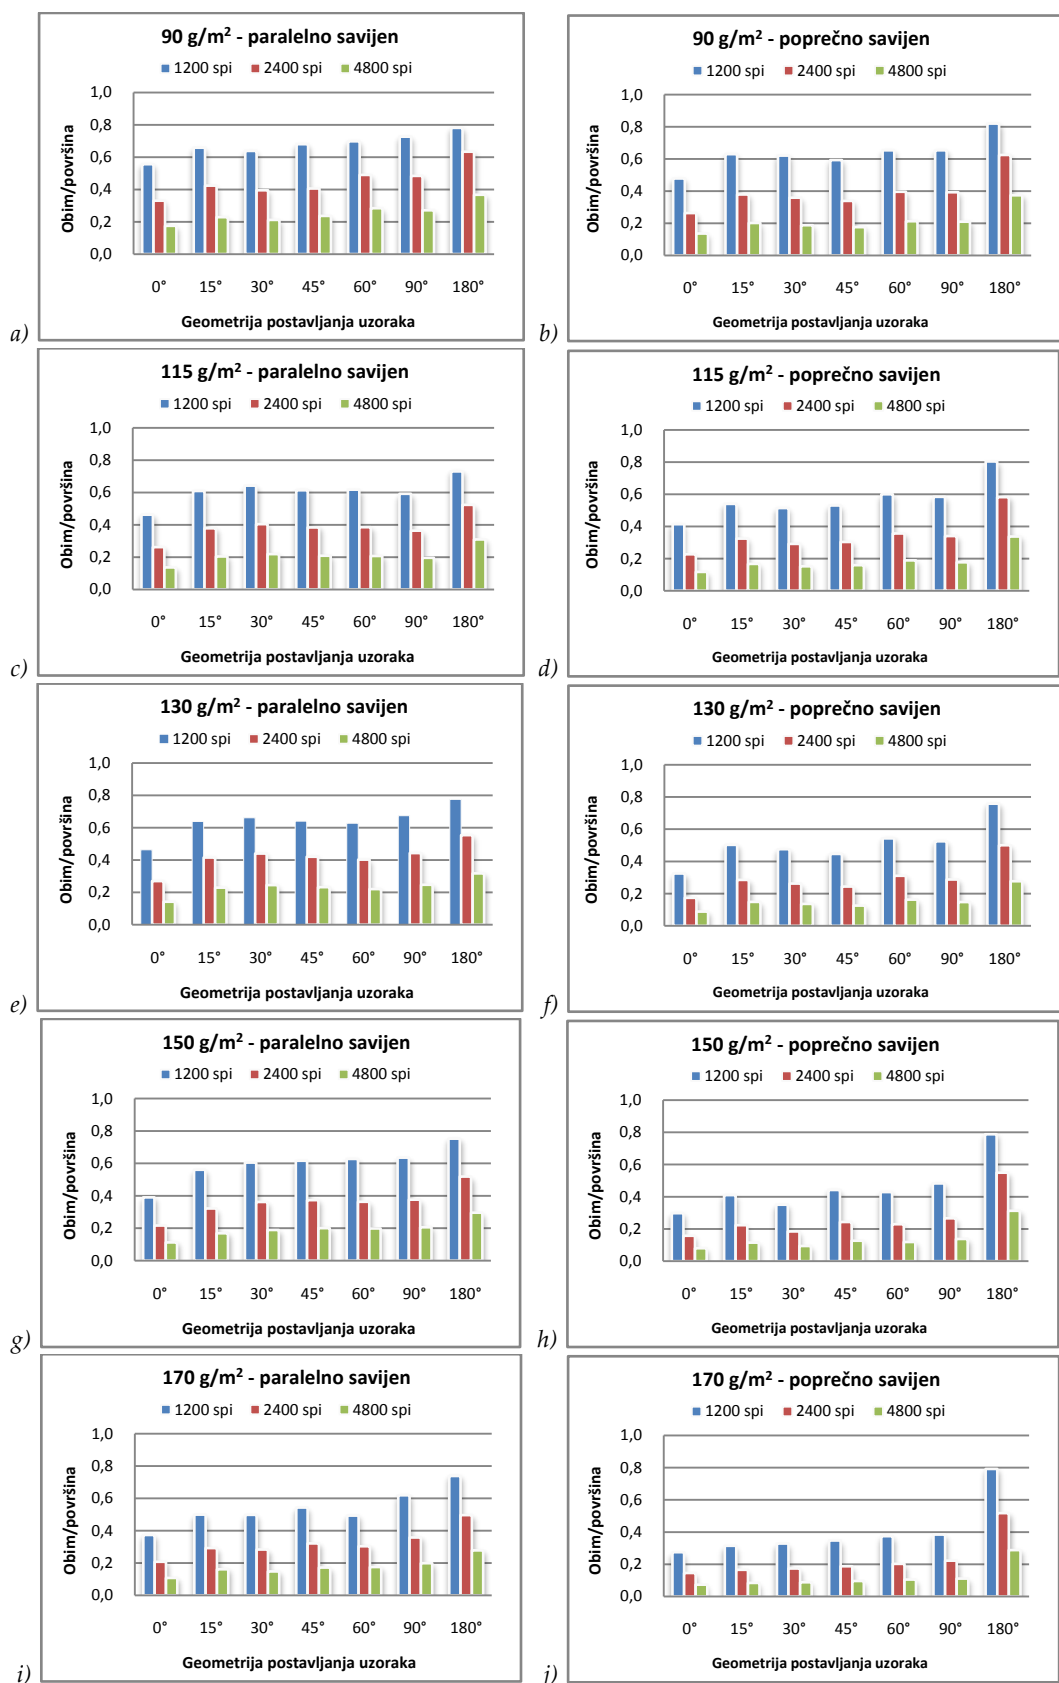 90 g/m² - paralelno savijen
1200 spi 2400 spi 4800 spi
Obim/površina
1,0
0,8
0,6
0,4
0,2
0,0
0° 15° 30° 45° 60° 90° 180°
Geometrija postavljanja uzoraka
a)
90 g/m² - poprečno savijen
1200 spi 2400 spi 4800 spi
Obim/površina
1,0
0,8
0,6
0,4
0,2
0,0
0° 15° 30° 45° 60° 90° 180°
Geometrija postavljanja uzoraka
b)
115 g/m² - paralelno savijen
1200 spi 2400 spi 4800 spi
Obim/površina
1,0
0,8
0,6
0,4
0,2
0,0
0° 15° 30° 45° 60° 90° 180°
Geometrija postavljanja uzoraka
c)
115 g/m² - poprečno savijen
1200 spi 2400 spi 4800 spi
Obim/površina
1,0
0,8
0,6
0,4
0,2
0,0
0° 15° 30° 45° 60° 90° 180°
Geometrija postavljanja uzoraka
d)
130 g/m² - paralelno savijen
1200 spi 2400 spi 4800 spi
Obim/površina
1,0
0,8
0,6
0,4
0,2
0,0
0° 15° 30° 45° 60° 90° 180°
Geometrija postavljanja uzoraka
e)
130 g/m² - poprečno savijen
1200 spi 2400 spi 4800 spi
Obim/površina
1,0
0,8
0,6
0,4
0,2
0,0
0° 15° 30° 45° 60° 90° 180°
Geometrija postavljanja uzoraka
f)
150 g/m² - paralelno savijen
1200 spi 2400 spi 4800 spi
Obim/površina
1,0
0,8
0,6
0,4
0,2
0,0
0° 15° 30° 45° 60° 90° 180°
Geometrija postavljanja uzoraka
g)
150 g/m² - poprečno savijen
1200 spi 2400 spi 4800 spi
Obim/površina
1,0
0,8
0,6
0,4
0,2
0,0
0° 15° 30° 45° 60° 90° 180°
Geometrija postavljanja uzoraka
h)
170 g/m² - paralelno savijen
1200 spi 2400 spi 4800 spi
Obim/površina
1,0
0,8
0,6
0,4
0,2
0,0
0° 15° 30° 45° 60° 90° 180°
Geometrija postavljanja uzoraka
i)
170 g/m² - poprečno savijen
1200 spi 2400 spi 4800 spi
Obim/površina
1,0
0,8
0,6
0,4
0,2
0,0
0° 15° 30° 45° 60° 90° 180°
Geometrija postavljanja uzoraka
j)